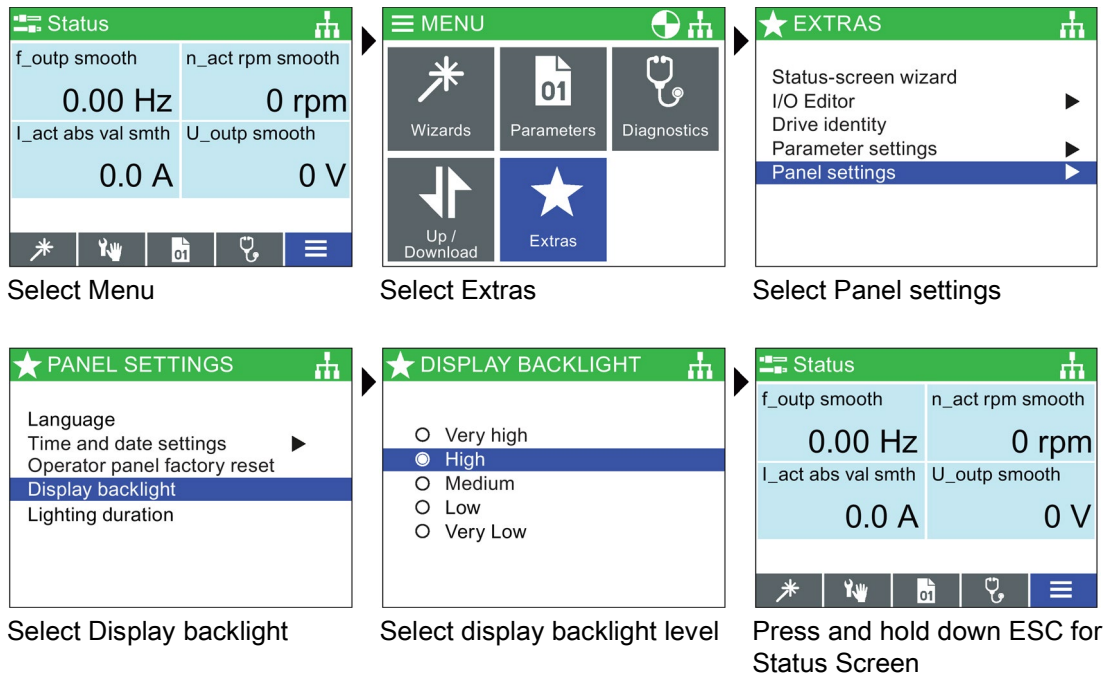 Status
f_outp smooth
n_act rpm smooth
0.00 Hz
0 rpm
I_act abs val smth
U_outp smooth
0.0 A
0 V
01
Select Menu
MENU
01
Wizards
Parameters
Diagnostics
Up /
Download
Extras
Select Extras
EXTRAS
Status-screen wizard
I/O Editor
Drive identity
Parameter settings
Panel settings
Select Panel settings
PANEL SETTINGS
Language
Time and date settings
Operator panel factory reset
Display backlight
Lighting duration
Select Display backlight
DISPLAY BACKLIGHT
Very high
High
Medium
Low
Very Low
Select display backlight level
Status
f_outp smooth
n_act rpm smooth
0.00 Hz
0 rpm
I_act abs val smth
U_outp smooth
0.0 A
0 V
01
Press and hold down ESC for
Status Screen